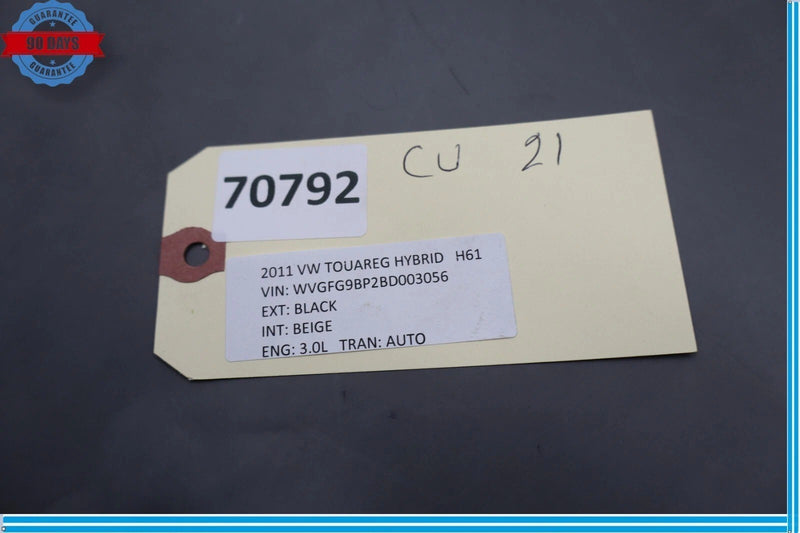 GUARANTEE
90 DAYS
GUARANTEE
CU 21
70792
2011 VW TOUAREG HYBRID H61
VIN: WVGFG9BP2BD003056
EXT: BLACK
INT: BEIGE
ENG: 3.0L TRAN: AUTO